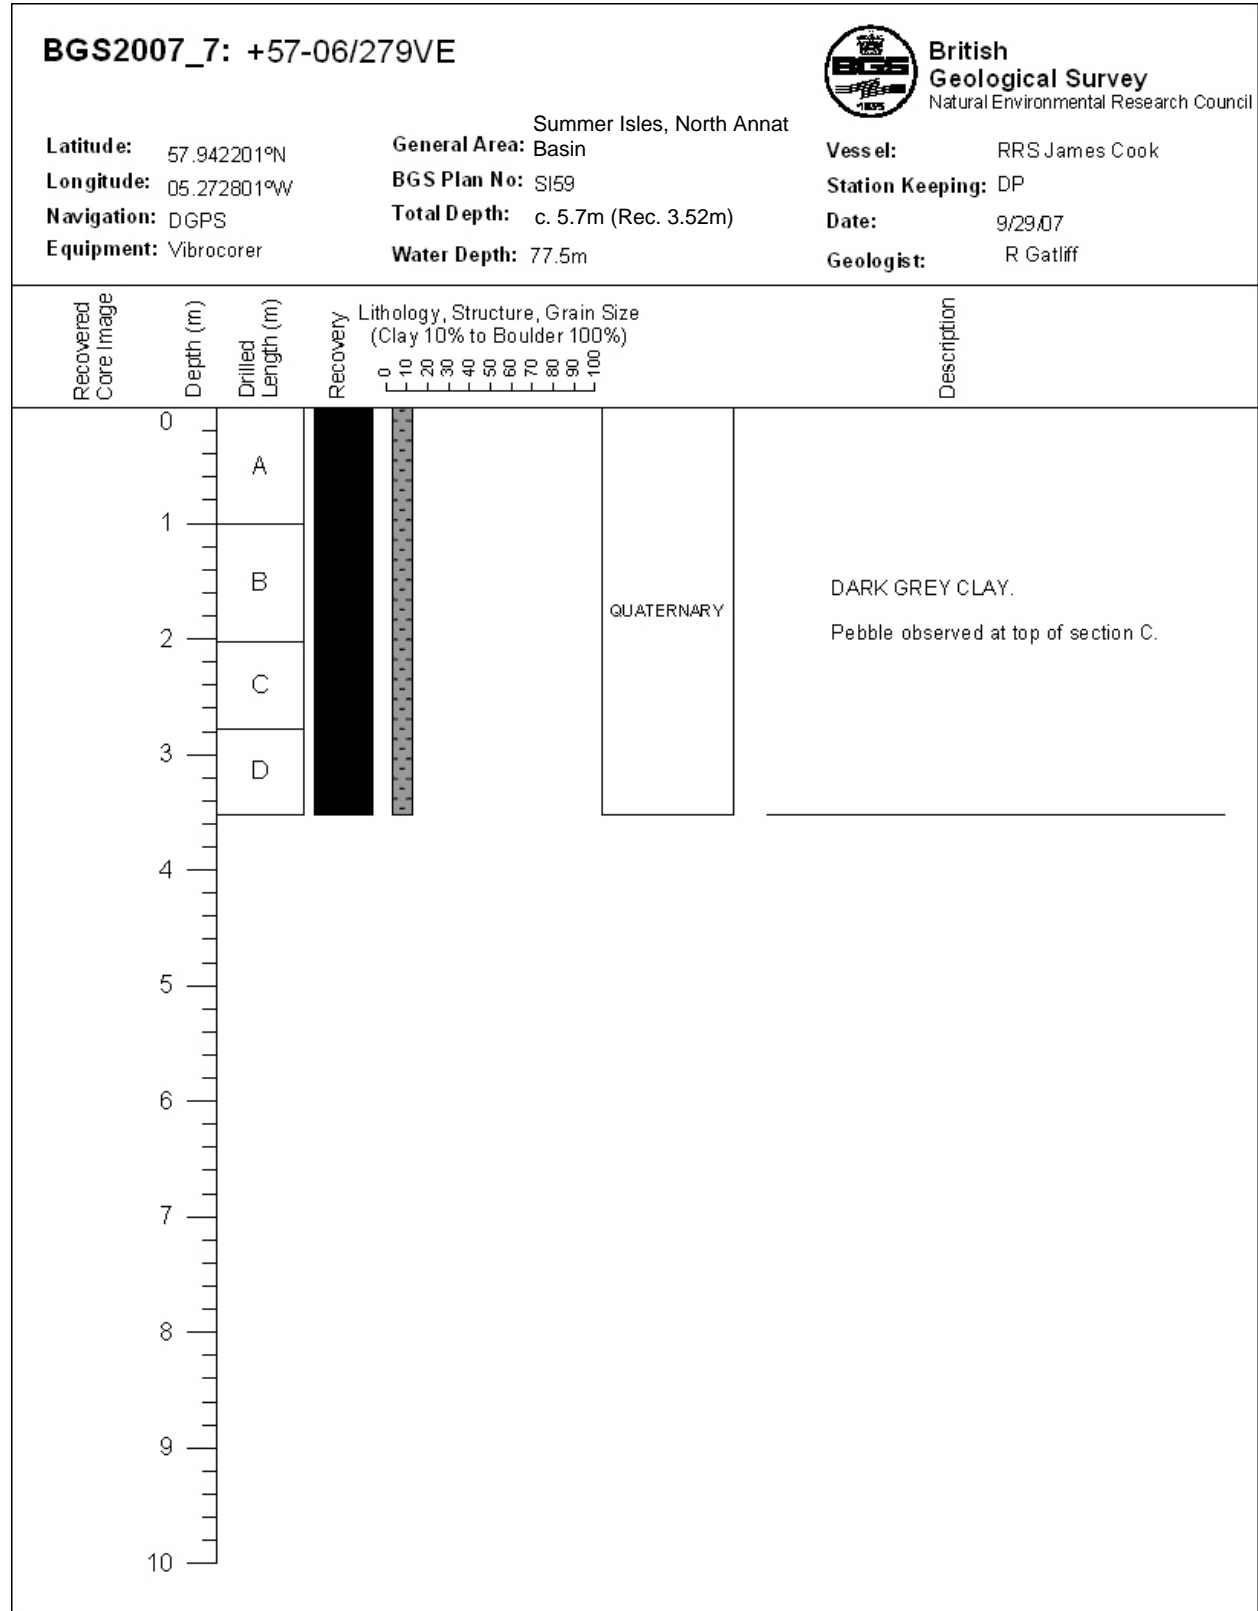 BGS2007_7: +57-06/279VE
BGS
1835
British
Geological Survey
Natural Environmental Research Council
Latitude: 57.942201ºN
Longitude: 05.272801ºW
Navigation: DGPS
Equipment: Vibrocorer
General Area: Summer Isles, North Annat
Basin
BGS Plan No: SI59
Total Depth: c. 5.7m (Rec. 3.52m)
Water Depth: 77.5m
Vessel: RRS James Cook
Station Keeping: DP
Date: 9/29/07
Geologist: R Gatliff
Recovered
Core Image
Depth (m)
Drilled
Length (m)
Recovery
Lithology, Structure, Grain Size
(Clay 10% to Boulder 100%)
0 10 20 30 40 50 60 70 80 90 100
Description
0
A
1
B
QUATERNARY
DARK GREY CLAY.
Pebble observed at top of section C.
2
C
3
D
4
5
6
7
8
9
10